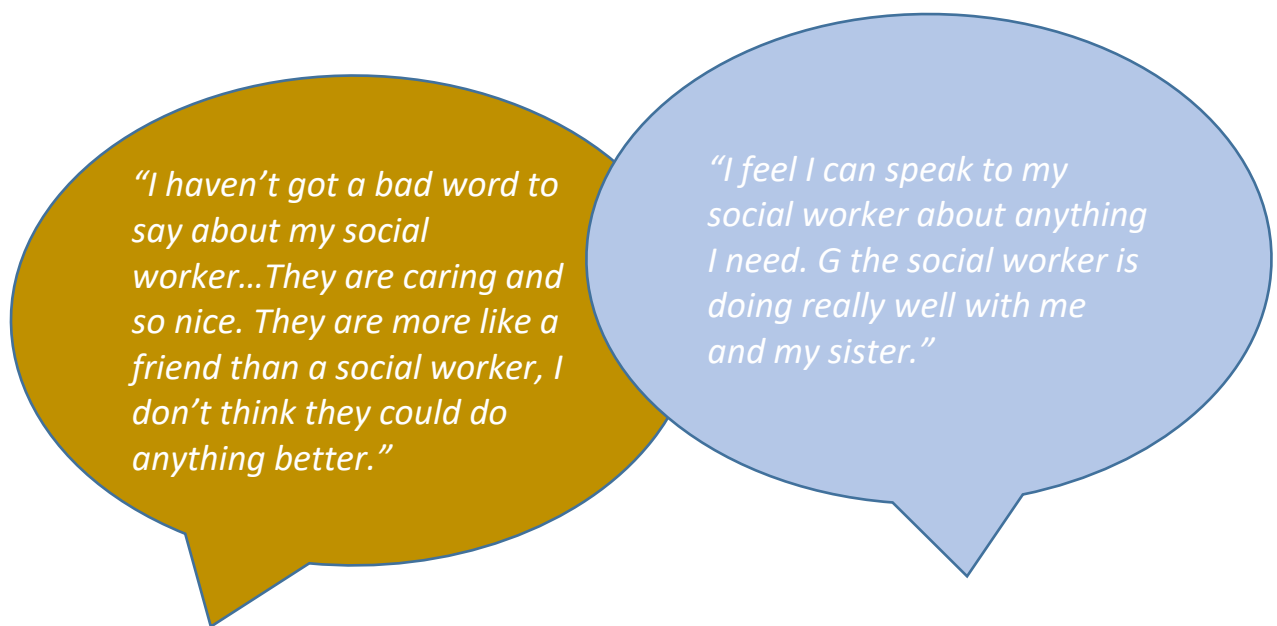 “I haven’t got a bad word to
say about my social
worker…They are caring and
so nice. They are more like a
friend than a social worker, I
don’t think they could do
anything better.”
“I feel I can speak to my
social worker about anything
I need. G the social worker is
doing really well with me
and my sister.”